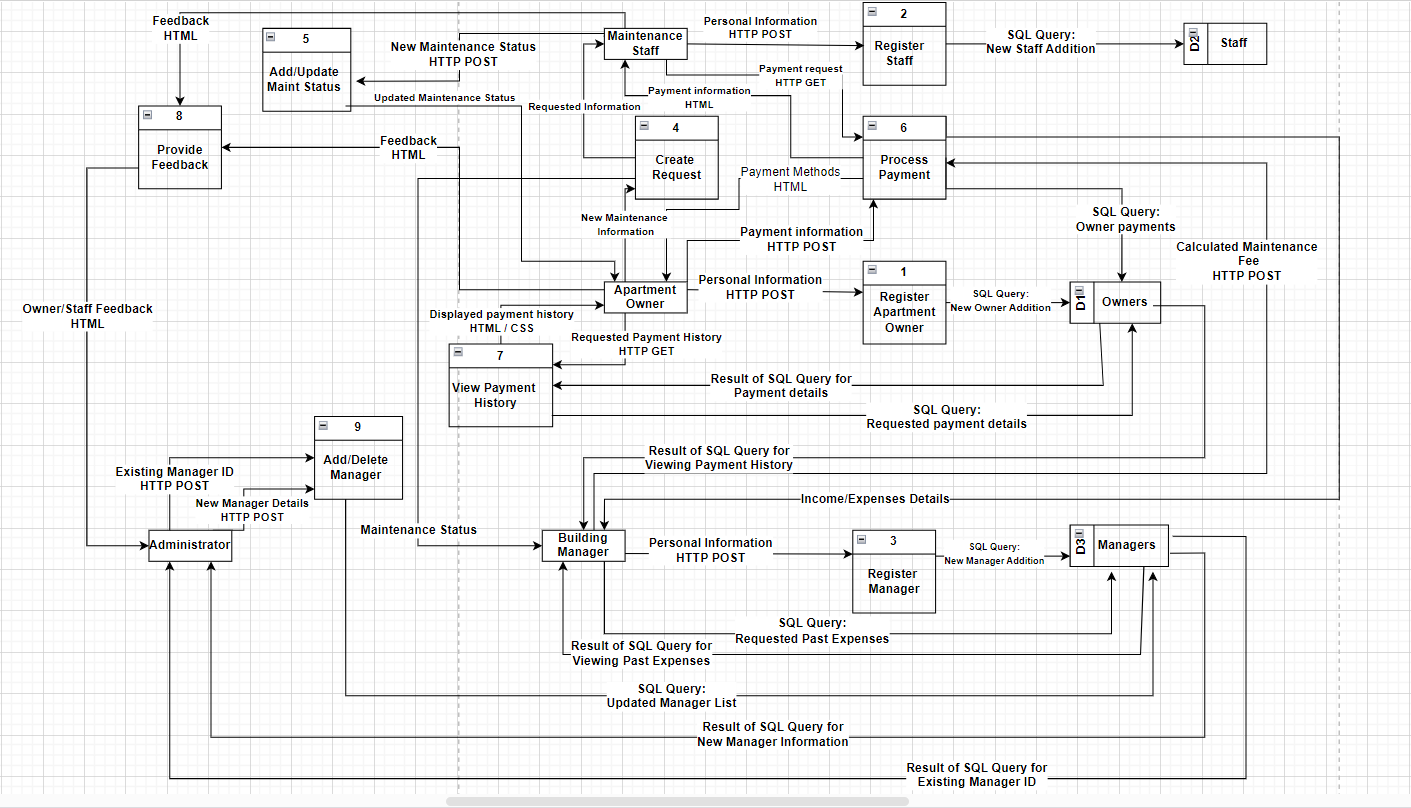 Feedback
HTML
5
Add/Update
Maint Status
New Maintenance Status
HTTP POST
Maintenance
Staff
Personal Information
HTTP POST
2
Register
Staff
SQL Query:
New Staff Addition
D2
Staff
Payment request
HTTP GET
Updated Maintenance Status
Requested Information
Payment information
HTML
8
Provide
Feedback
Feedback
HTML
4
Create
Request
6
Process
Payment
Payment Methods
HTML
New Maintenance
Information
Payment information
HTTP POST
SQL Query:
Owner payments
Calculated Maintenance
Fee
HTTP POST
Apartment
Owner
Personal Information
HTTP POST
1
Register
Apartment
Owner
SQL Query:
New Owner Addition
D1
Owners
Owner/Staff Feedback
HTML
Displayed payment history
HTML / CSS
Requested Payment History
HTTP GET
7
View Payment
History
Result of SQL Query for
Payment details
SQL Query:
Requested payment details
9
Add/Delete
Manager
Existing Manager ID
HTTP POST
New Manager Details
HTTP POST
Result of SQL Query for
Viewing Payment History
Income/Expenses Details
Administrator
Maintenance Status
Building
Manager
Personal Information
HTTP POST
3
Register
Manager
SQL Query:
New Manager Addition
D3
Managers
SQL Query:
Requested Past Expenses
Result of SQL Query for
Viewing Past Expenses
SQL Query:
Updated Manager List
Result of SQL Query for
New Manager Information
Result of SQL Query for
Existing Manager ID